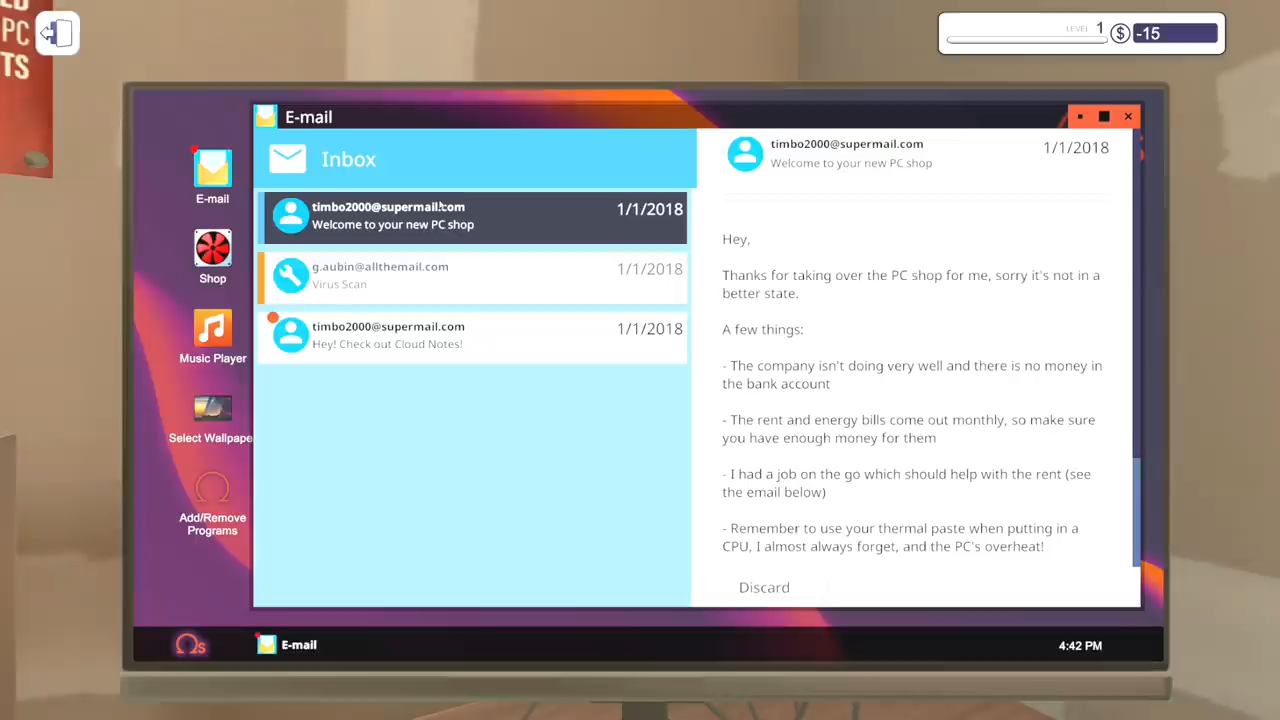 PC
TS
LEVEL 1 $ -15
E-mail
Inbox
timbo2000@supermail.com 1/1/2018
Welcome to your new PC shop
g.aubin@allthemail.com 1/1/2018
Virus Scan
timbo2000@supermail.com 1/1/2018
Hey! Check out Cloud Notes!
timbo2000@supermail.com 1/1/2018
Welcome to your new PC shop
Hey,
Thanks for taking over the PC shop for me, sorry it's not in a
better state.
A few things:
- The company isn't doing very well and there is no money in
the bank account
- The rent and energy bills come out monthly, so make sure
you have enough money for them
- I had a job on the go which should help with the rent (see
the email below)
- Remember to use your thermal paste when putting in a
CPU, I almost always forget, and the PC's overheat!
Discard
E-mail
Shop
Music Player
Select Wallpape
Add/Remove
Programs
Ωs
E-mail
4:42 PM